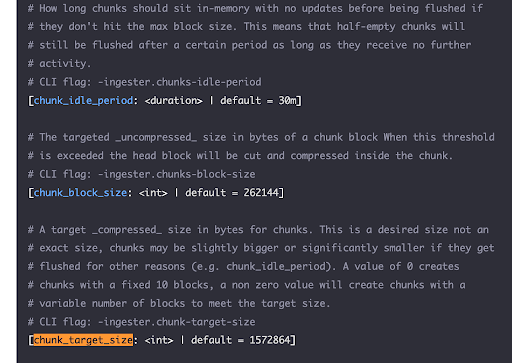 # How long chunks should sit in-memory with no updates before being flushed if
# they don't hit the max block size. This means that half-empty chunks will
# still be flushed after a certain period as long as they receive no further
# activity.
# CLI flag: -ingester.chunks-idle-period
[chunk_idle_period: <duration> | default = 30m]
# The targeted _uncompressed_ size in bytes of a chunk block When this threshold
# is exceeded the head block will be cut and compressed inside the chunk.
# CLI flag: -ingester.chunks-block-size
[chunk_block_size: <int> | default = 262144]
# A target _compressed_ size in bytes for chunks. This is a desired size not an
# exact size, chunks may be slightly bigger or significantly smaller if they get
# flushed for other reasons (e.g. chunk_idle_period). A value of 0 creates
# chunks with a fixed 10 blocks, a non zero value will create chunks with a
# variable number of blocks to meet the target size.
# CLI flag: -ingester.chunk-target-size
[chunk_target_size: <int> | default = 1572864]